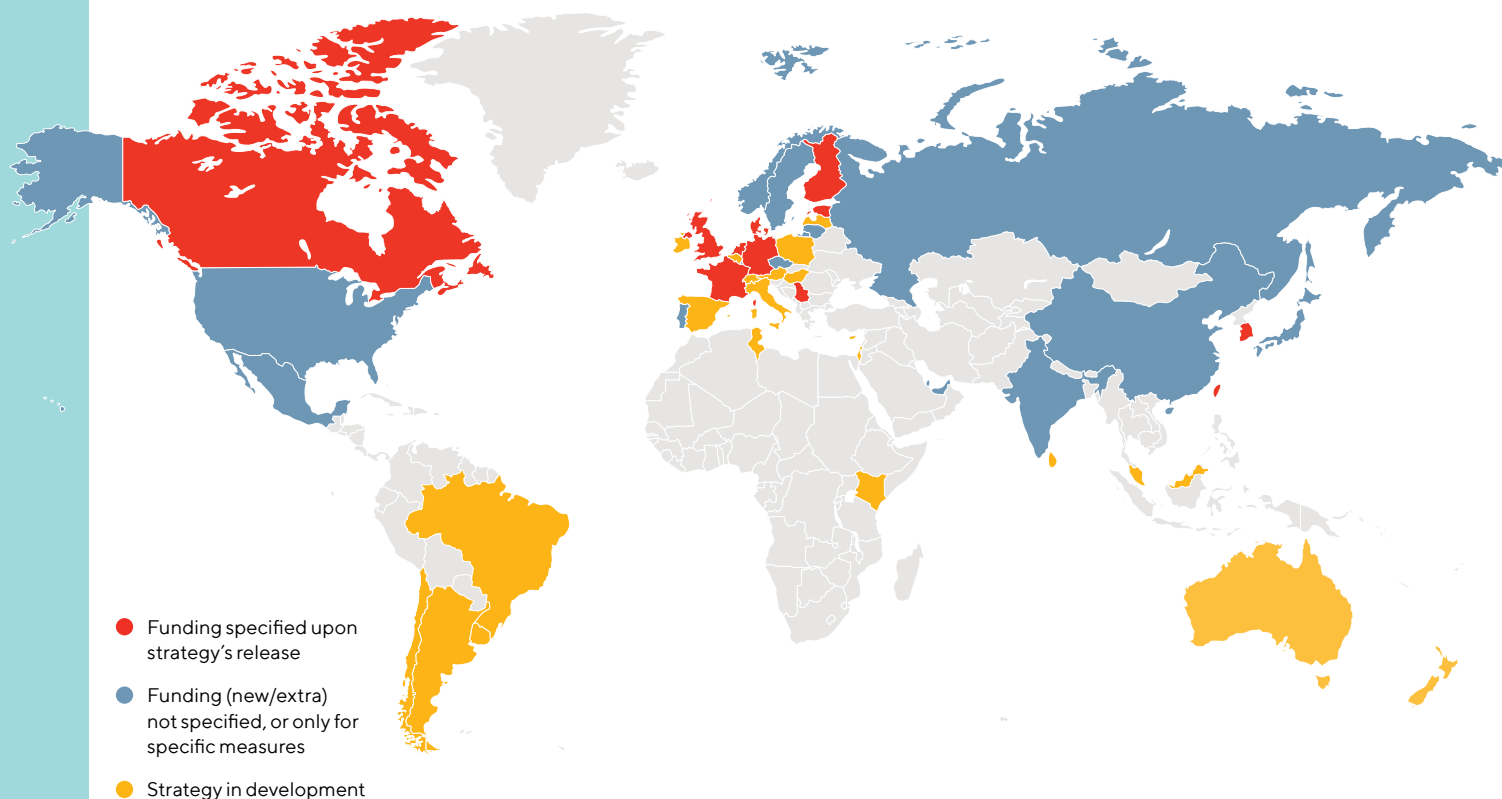 Funding specified upon
strategy's release
Funding (new/extra)
not specified, or only for
specific measures
Strategy in development